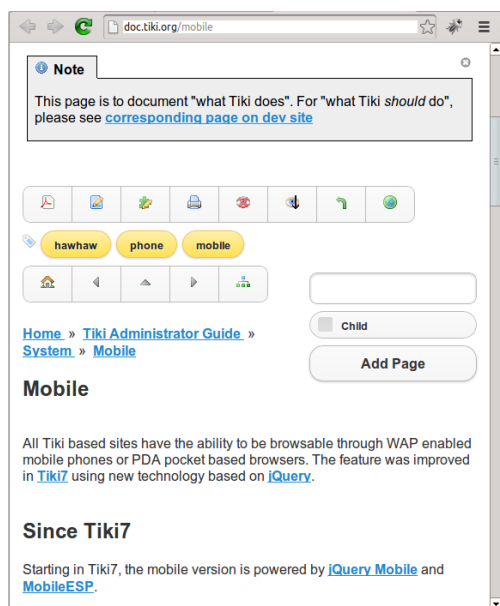 doc.tiki.org/mobile
Note
This page is to document "what Tiki does". For "what Tiki should do",
please see corresponding page on dev site
hawhaw phone mobile
Child
Add Page
Home » Tiki Administrator Guide »
System » Mobile
Mobile
All Tiki based sites have the ability to be browsable through WAP enabled
mobile phones or PDA pocket based browsers. The feature was improved
in Tiki7 using new technology based on jQuery.
Since Tiki7
Starting in Tiki7, the mobile version is powered by jQuery Mobile and
MobileESP.